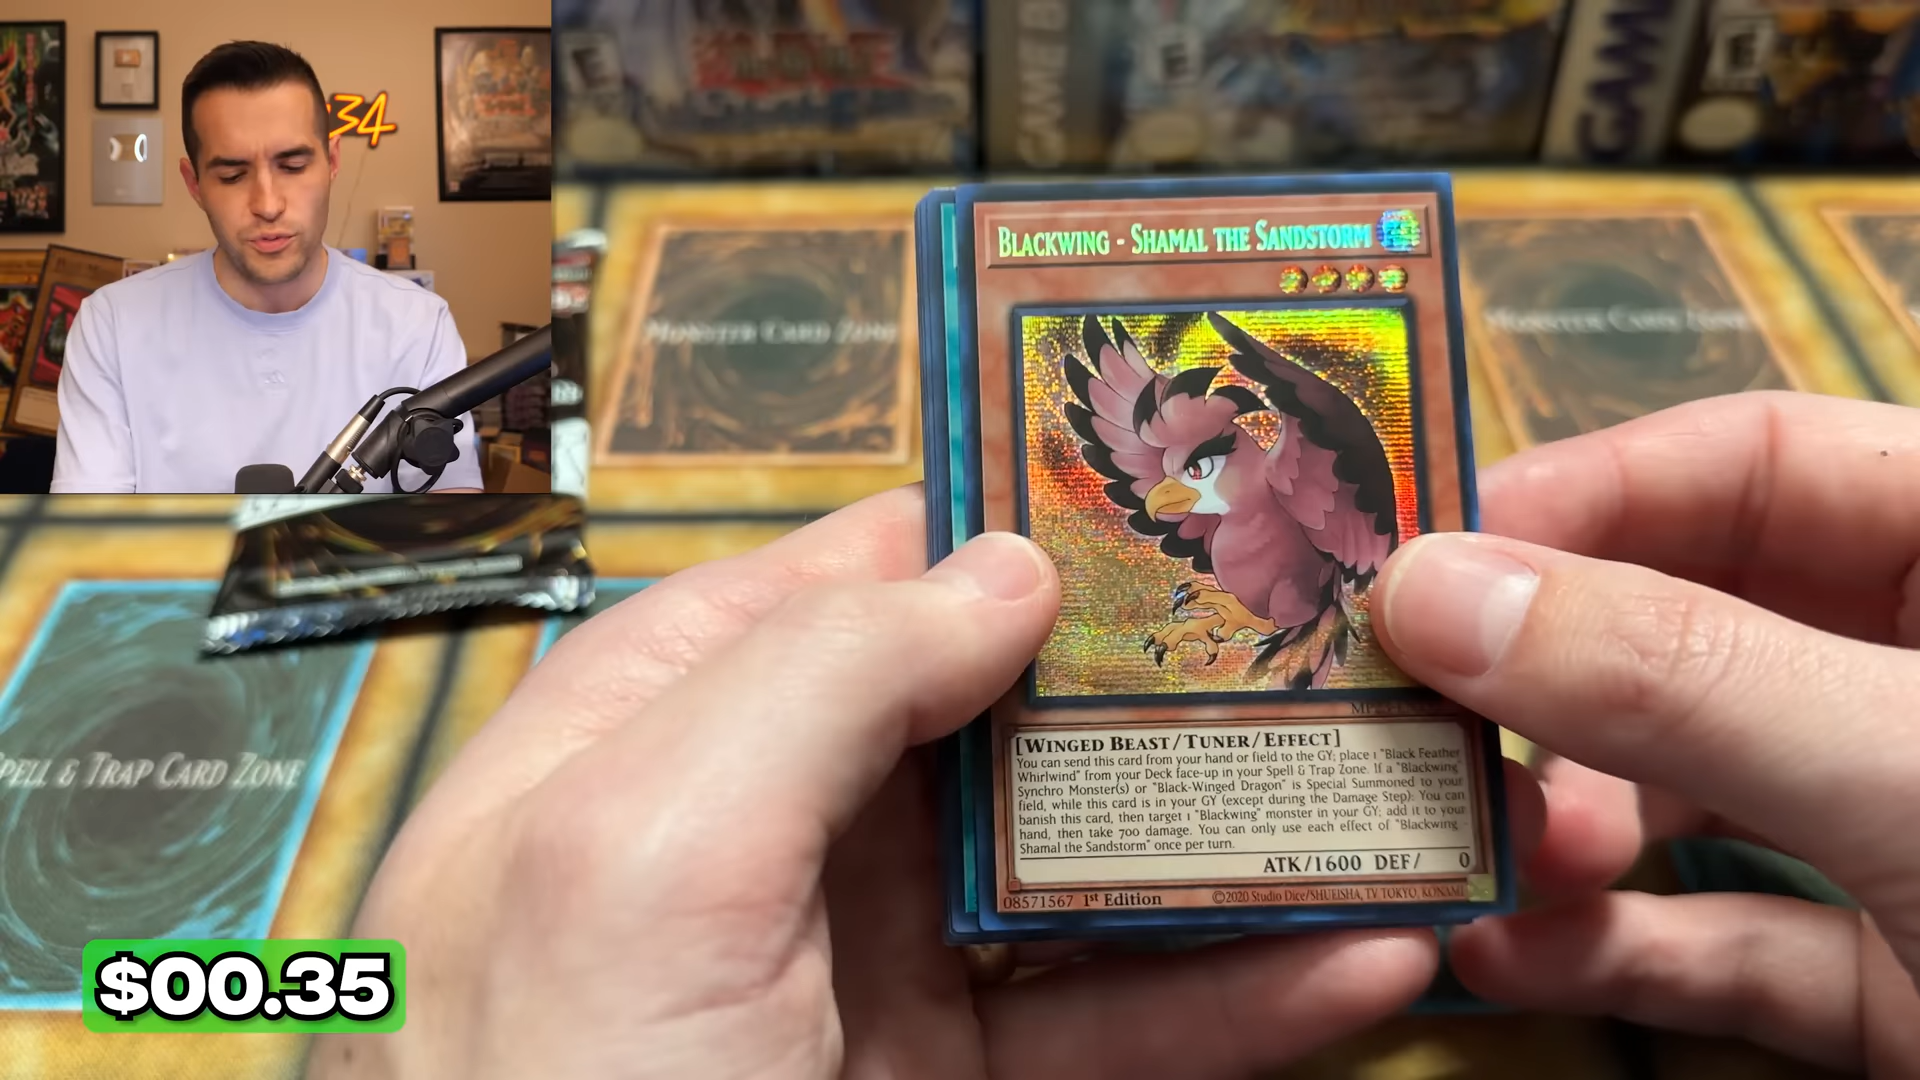 34
GAME B
GAM
E
E
E
MONSTER CARD ZONE
MONSTER CARD ZONE
BLACKWING - SHAMAL THE SANDSTORM
[WINGED BEAST/TUNER/EFFECT]
You can send this card from your hand or field to the GY; place 1 "Black Feather
Whirlwind" from your Deck face-up in your Spell & Trap Zone. If a "Blackwing"
Synchro Monster(s) or "Black-Winged Dragon" is Special Summoned to your
field, while this card is in your GY (except during the Damage Step): You can
banish this card, then target 1 "Blackwing" monster in your GY; add it to your
hand, then take 700 damage. You can only use each effect of "Blackwing -
Shamal the Sandstorm" once per turn.
ATK/1600 DEF/ 0
08571567 1st Edition ©2020 Studio Dice/SHUEISHA, TV TOKYO, KONAMI
SPELL & TRAP CARD ZONE
$00.35